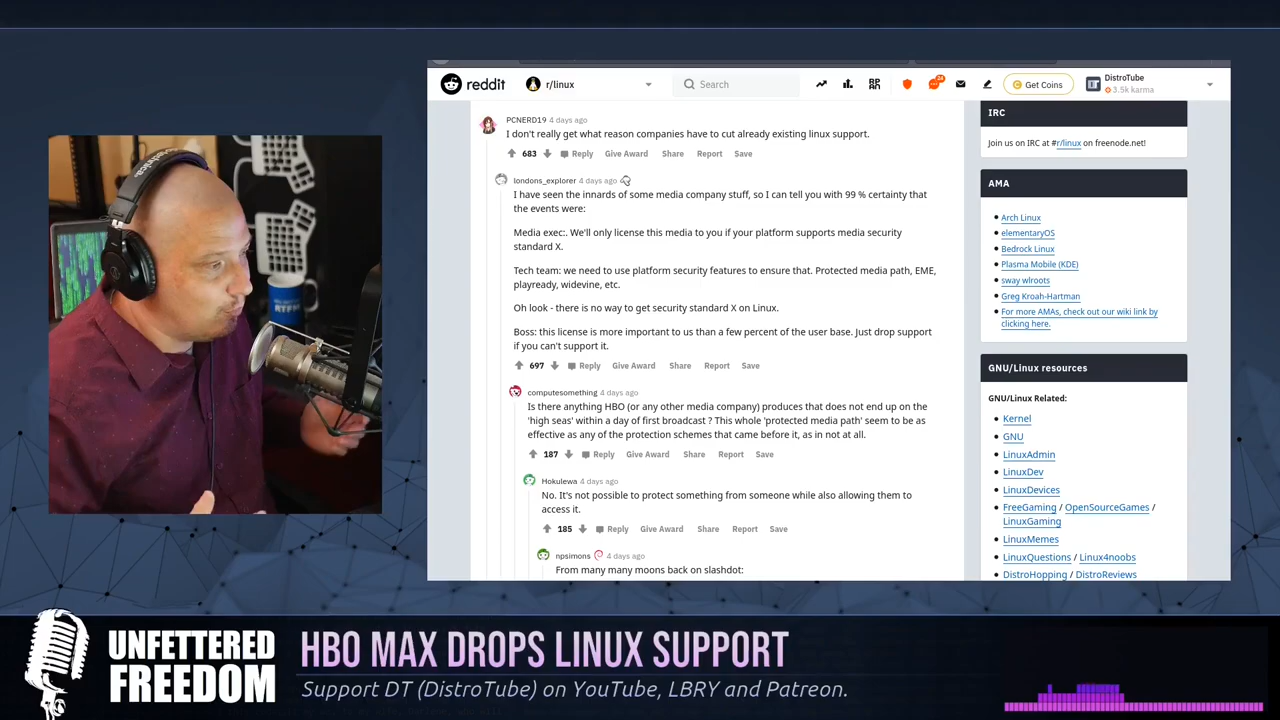 reddit
r/linux
Search
24
Get Coins
DistroTube
3.5k karma
PCNERD19 4 days ago
I don't really get what reason companies have to cut already existing linux support.
683 Reply Give Award Share Report Save
londons_explorer 4 days ago
I have seen the innards of some media company stuff, so I can tell you with 99 % certainty that
the events were:
Media exec:. We'll only license this media to you if your platform supports media security
standard X.
Tech team: we need to use platform security features to ensure that. Protected media path, EME,
playready, widevine, etc.
Oh look - there is no way to get security standard X on Linux.
Boss: this license is more important to us than a few percent of the user base. Just drop support
if you can't support it.
697 Reply Give Award Share Report Save
computesomething 4 days ago
Is there anything HBO (or any other media company) produces that does not end up on the
'high seas' within a day of first broadcast ? This whole 'protected media path' seem to be as
effective as any of the protection schemes that came before it, as in not at all.
187 Reply Give Award Share Report Save
Hokulewa 4 days ago
No. It's not possible to protect something from someone while also allowing them to
access it.
185 Reply Give Award Share Report Save
npsimons 4 days ago
From many many moons back on slashdot:
IRC
Join us on IRC at #r/linux on freenode.net!
AMA
Arch Linux
elementaryOS
Bedrock Linux
Plasma Mobile (KDE)
sway wlroots
Greg Kroah-Hartman
For more AMAs, check out our wiki link by
clicking here.
GNU/Linux resources
GNU/Linux Related:
Kernel
GNU
LinuxAdmin
LinuxDev
LinuxDevices
FreeGaming / OpenSourceGames /
LinuxGaming
LinuxMemes
LinuxQuestions / Linux4noobs
DistroHopping / DistroReviews
RTFM
UNFETTERED
FREEDOM
HBO MAX DROPS LINUX SUPPORT
Support DT (DistroTube) on YouTube, LBRY and Patreon.